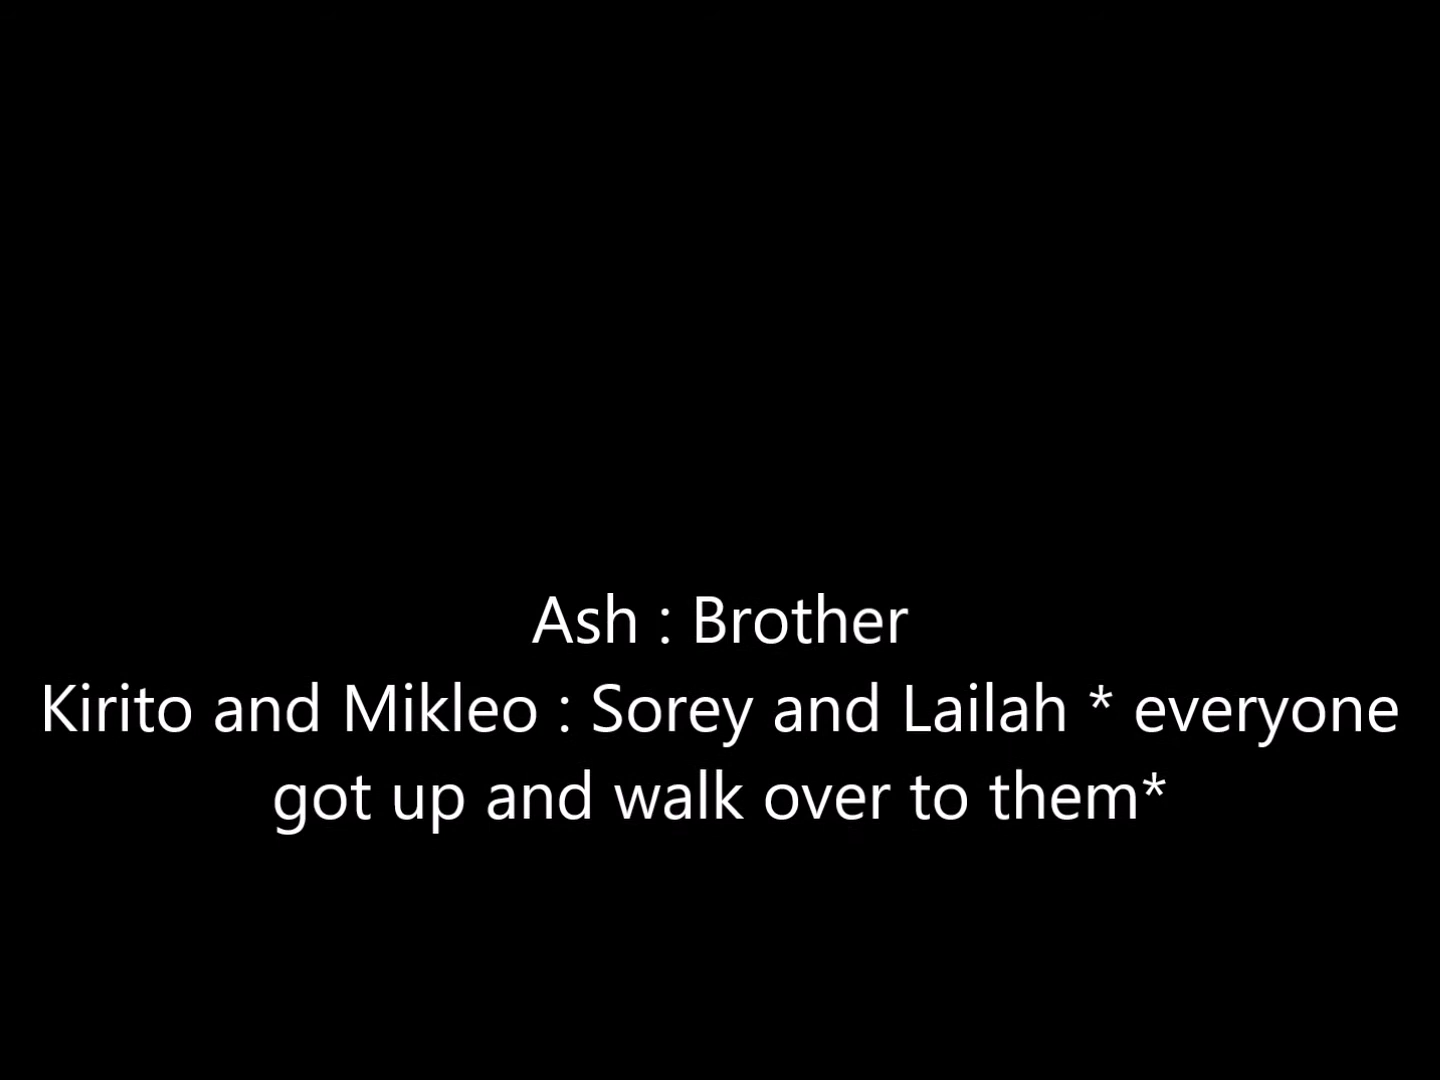 Ash : Brother
Kirito and Mikleo : Sorey and Lailah * everyone
got up and walk over to them*